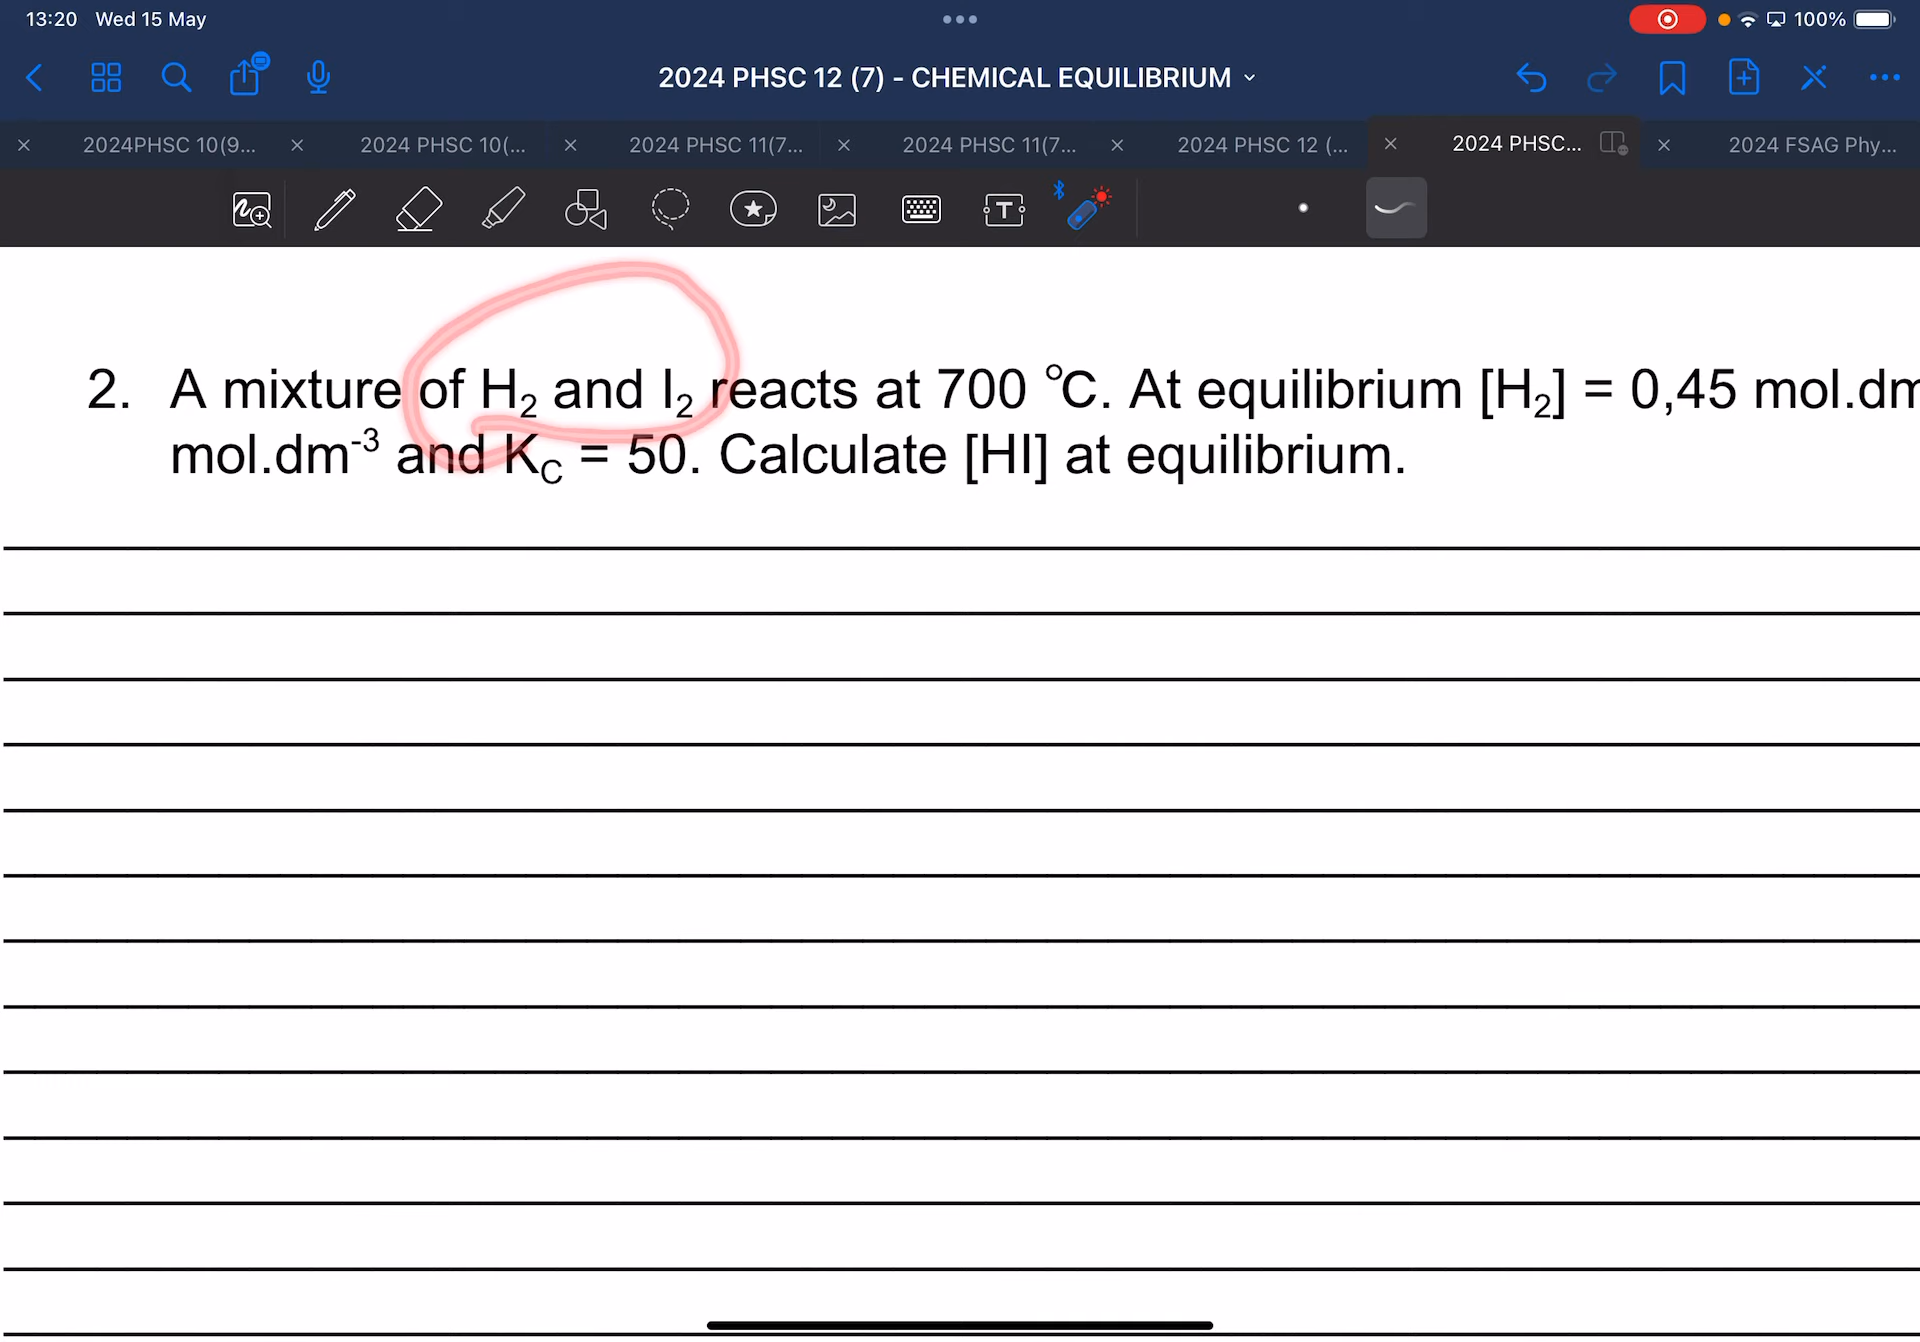 13:20 Wed 15 May
100%
2024 PHSC 12 (7) - CHEMICAL EQUILIBRIUM
2024PHSC 10(9... 2024 PHSC 10(... 2024 PHSC 11(7... 2024 PHSC 11(7... 2024 PHSC 12 (... 2024 PHSC... 2024 FSAG Phy...
2. A mixture of H₂ and I₂ reacts at 700 °C. At equilibrium [H₂] = 0,45 mol.dm
mol.dm⁻³ and K_C = 50. Calculate [HI] at equilibrium.